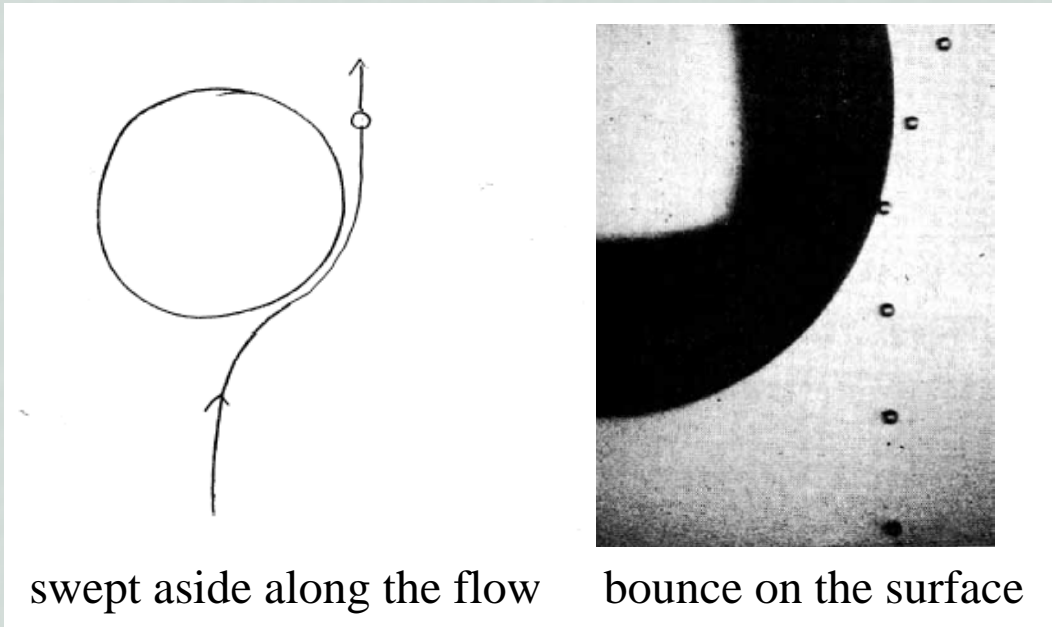 swept aside along the flow
bounce on the surface